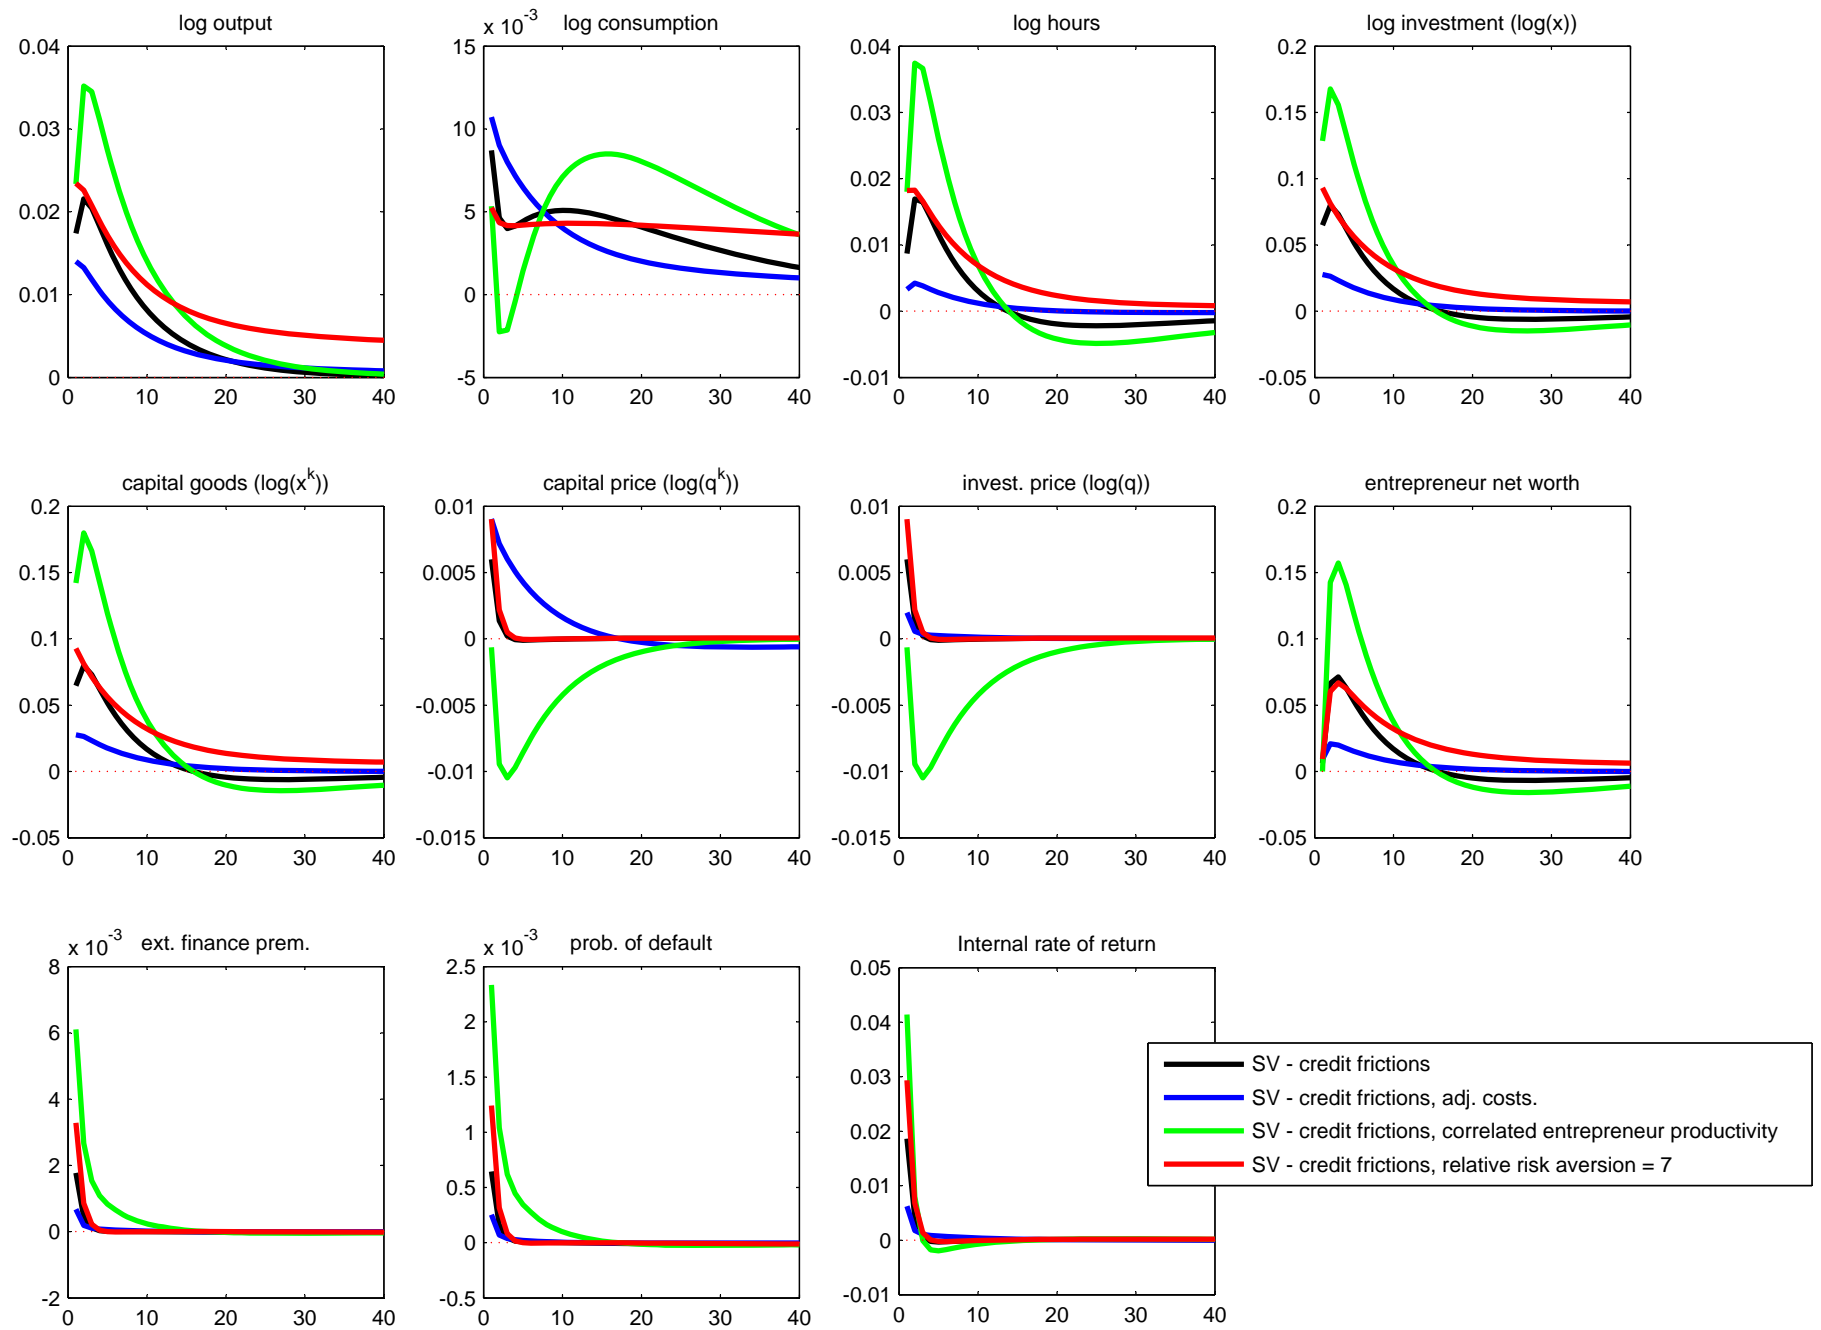 log output
0.04
0.03
0.02
0.01
0
0 10 20 30 40
x 10^-3 log consumption
15
10
5
0
-5
0 10 20 30 40
log hours
0.04
0.03
0.02
0.01
0
-0.01
0 10 20 30 40
log investment (log(x))
0.2
0.15
0.1
0.05
0
-0.05
0 10 20 30 40
capital goods (log(x^k))
0.2
0.15
0.1
0.05
0
-0.05
0 10 20 30 40
capital price (log(q^k))
0.01
0.005
0
-0.005
-0.01
-0.015
0 10 20 30 40
invest. price (log(q))
0.01
0.005
0
-0.005
-0.01
-0.015
0 10 20 30 40
entrepreneur net worth
0.2
0.15
0.1
0.05
0
-0.05
0 10 20 30 40
x 10^-3 ext. finance prem.
8
6
4
2
0
-2
0 10 20 30 40
x 10^-3 prob. of default
2.5
2
1.5
1
0.5
0
-0.5
0 10 20 30 40
Internal rate of return
0.05
0.04
0.03
0.02
0.01
0
-0.01
0 10 20 30 40
SV - credit frictions
SV - credit frictions, adj. costs.
SV - credit frictions, correlated entrepreneur productivity
SV - credit frictions, relative risk aversion = 7